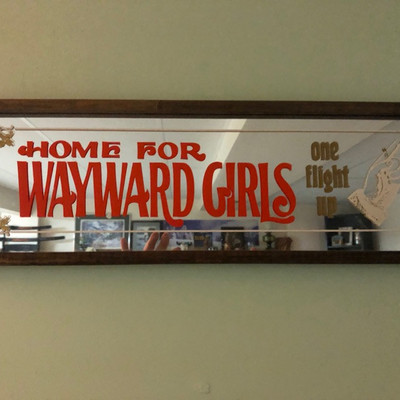 HOME FOR
WAYWARD GIRLS
one
flight
up